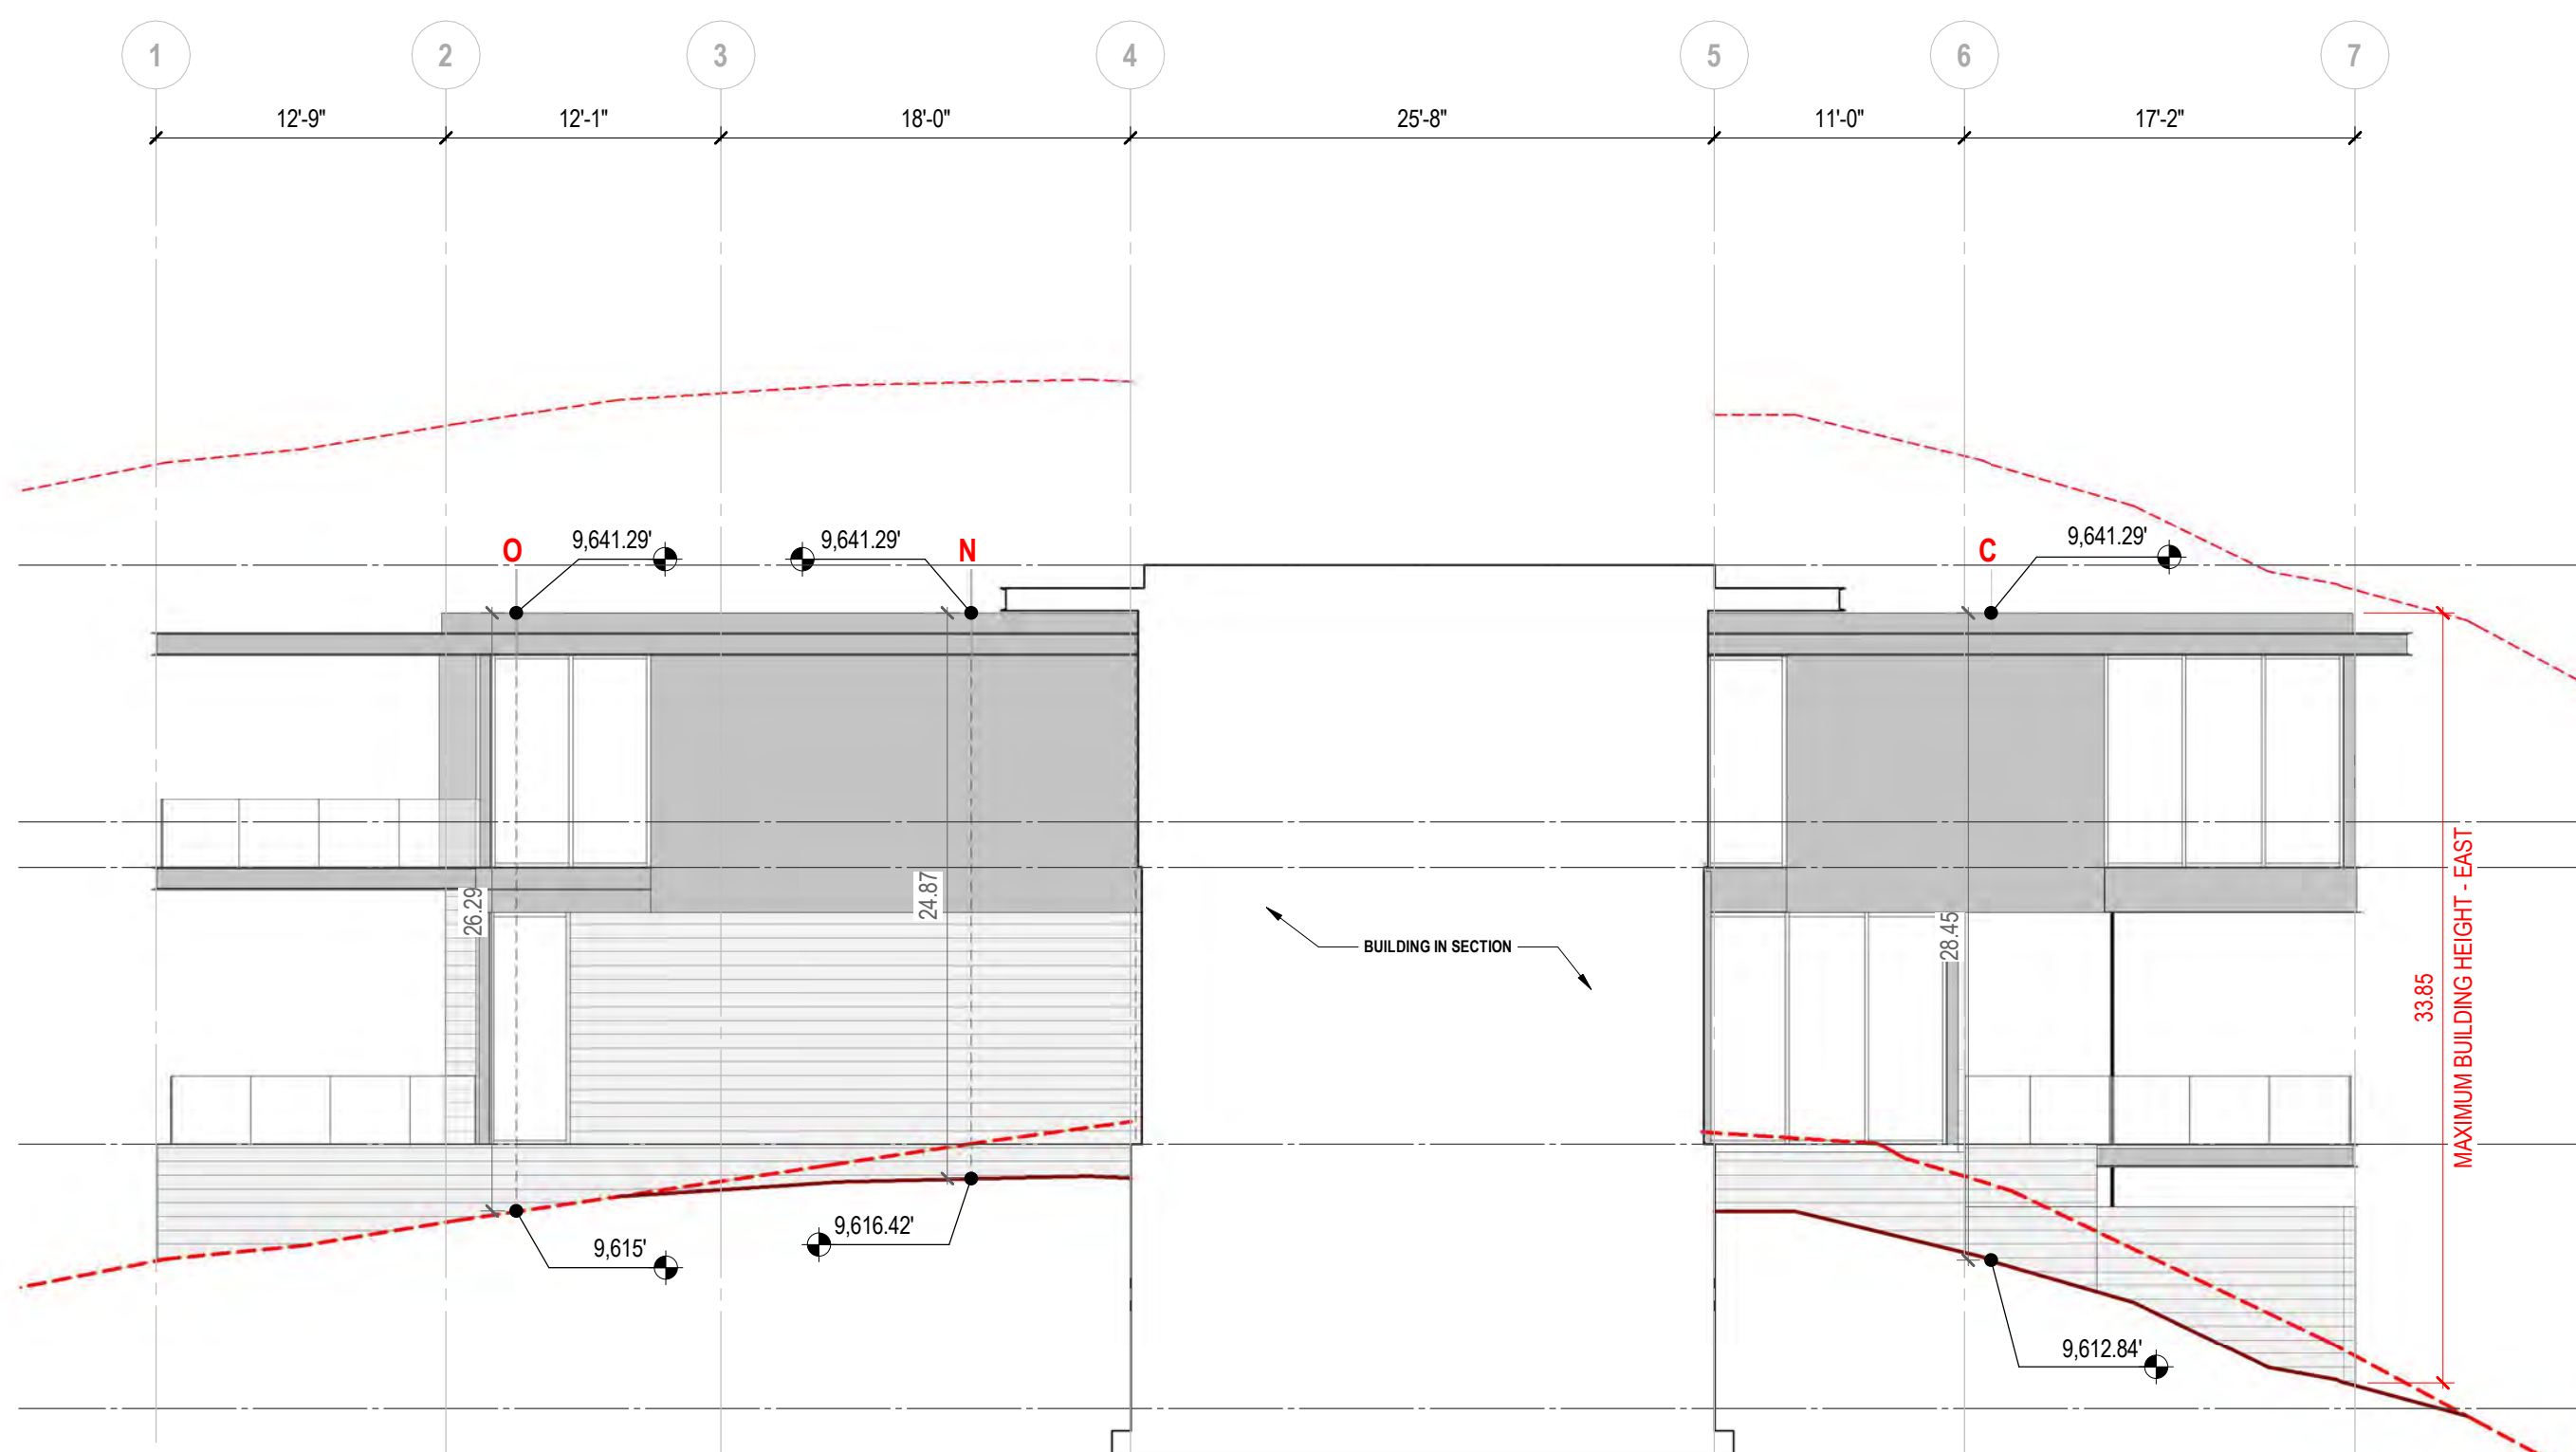 1 2 3 4 5 6 7
12'-9" 12'-1" 18'-0" 25'-8" 11'-0" 17'-2"
O 9,641.29' 9,641.29' N C 9,641.29'
26.29
24.87
BUILDING IN SECTION
28.45
33.85
MAXIMUM BUILDING HEIGHT - EAST
9,615'
9,616.42'
9,612.84'